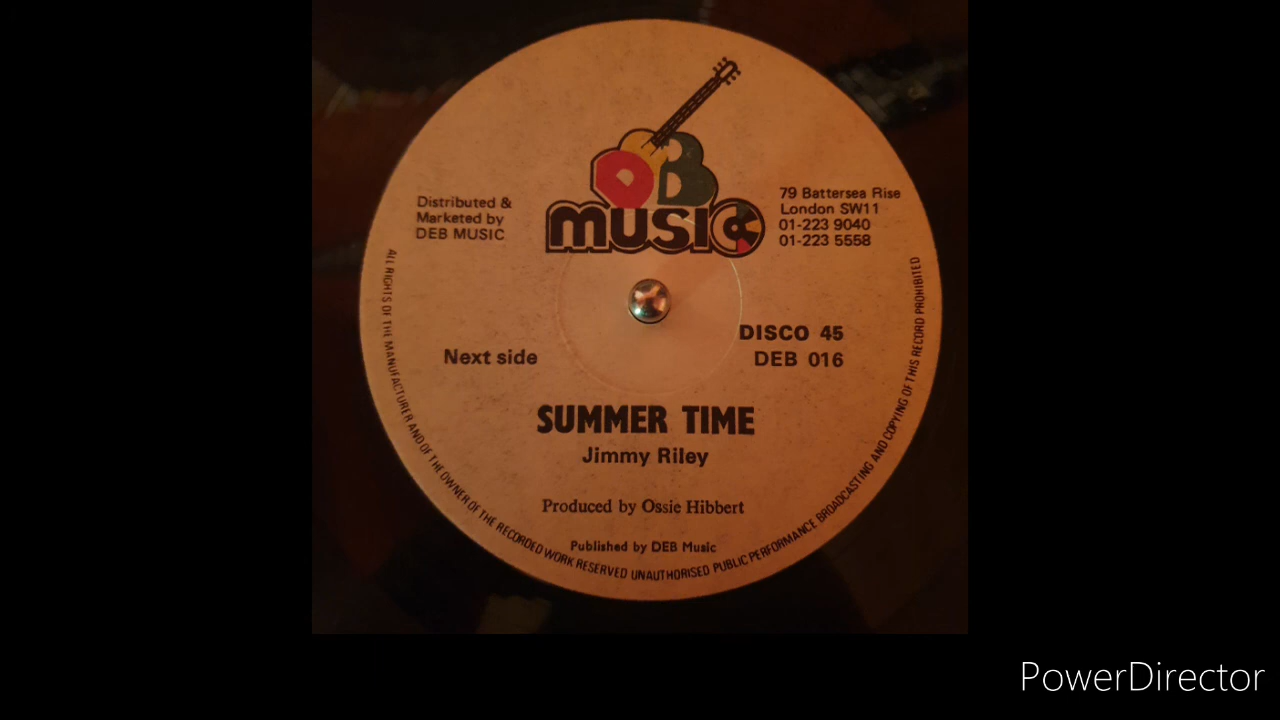 DEB
MUSIC
Distributed &
Marketed by
DEB MUSIC
79 Battersea Rise
London SW11
01-223 9040
01-223 5558
DISCO 45
DEB 016
Next side
SUMMER TIME
Jimmy Riley
Produced by Ossie Hibbert
Published by DEB Music
ALL RIGHTS OF THE MANUFACTURER AND OF THE OWNER OF THE RECORDED WORK RESERVED UNAUTHORISED PUBLIC PERFORMANCE BROADCASTING AND COPYING OF THIS RECORD PROHIBITED
PowerDirector